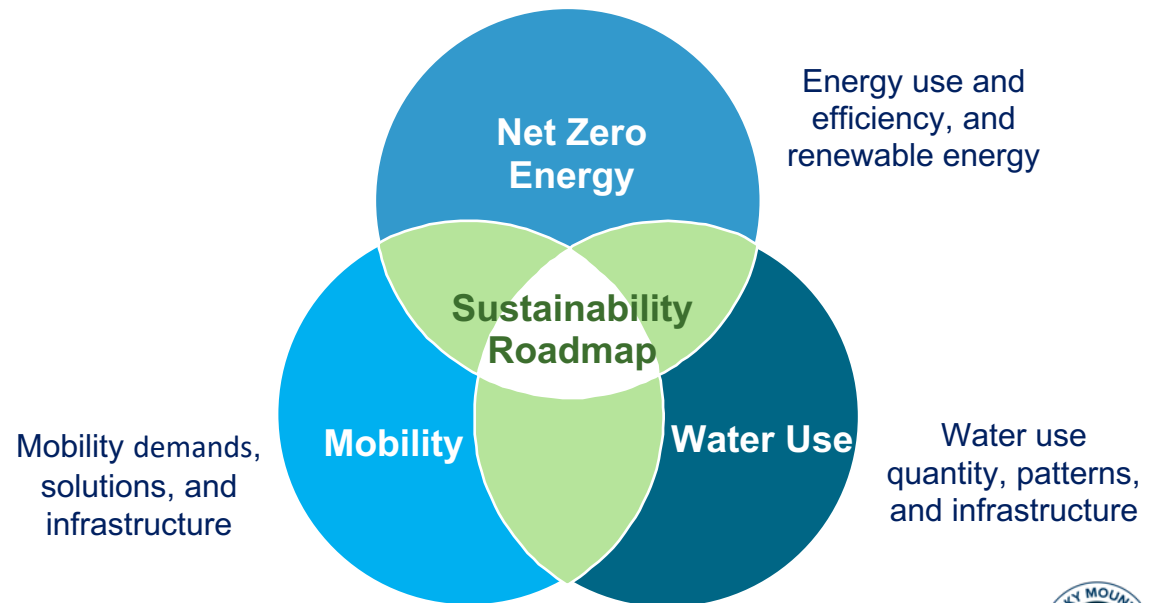 Net Zero
Energy
Energy use and
efficiency, and
renewable energy
Sustainability
Roadmap
Mobility
Water Use
Mobility demands,
solutions, and
infrastructure
Water use
quantity, patterns,
and infrastructure